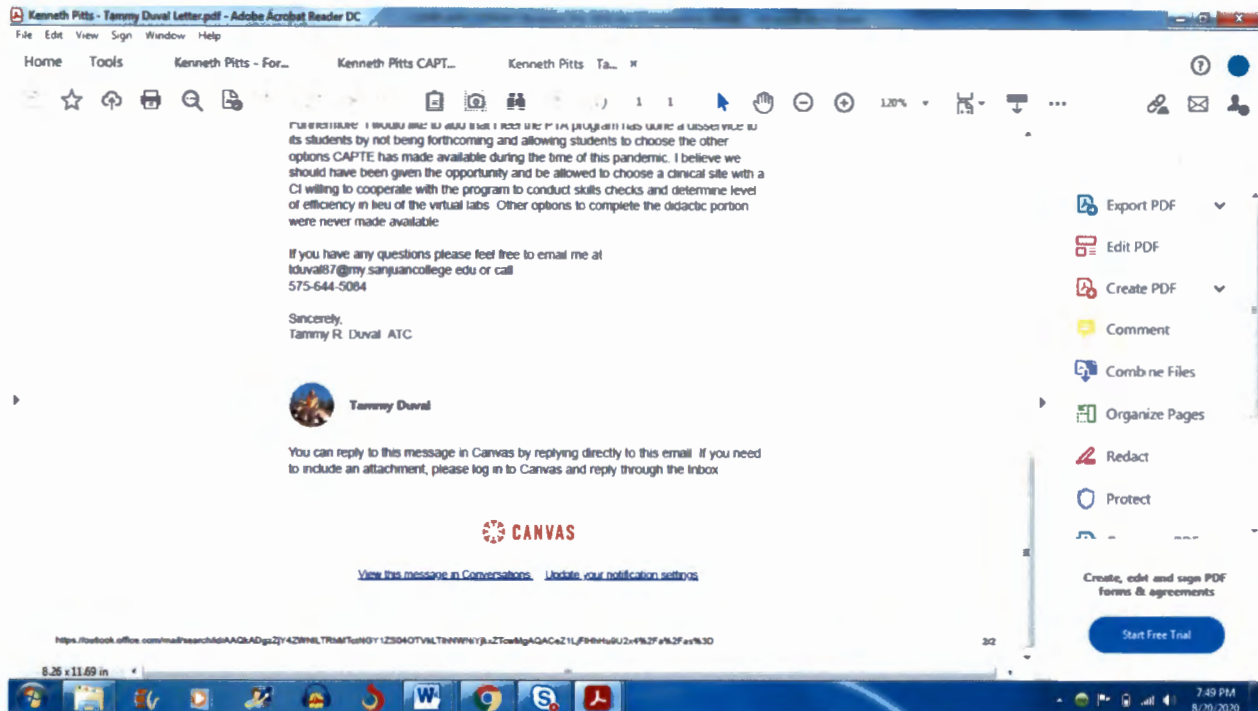 Kenneth Pitts - Tammy Duval Letter.pdf - Adobe Acrobat Reader DC
File Edit View Sign Window Help
Home Tools Kenneth Pitts - For... Kenneth Pitts CAPT... Kenneth Pitts Ta... ×
1 1 120% ...
Furthermore I would like to add that I feel the PTA program has done a disservice to
its students by not being forthcoming and allowing students to choose the other
options CAPTE has made available during the time of this pandemic. I believe we
should have been given the opportunity and be allowed to choose a clinical site with a
CI willing to cooperate with the program to conduct skills checks and determine level
of efficiency in lieu of the virtual labs Other options to complete the didactic portion
were never made available
If you have any questions please feel free to email me at
tduval87@my.sanjuancollege edu or call
575-644-5084
Sincerely,
Tammy R Duval ATC
Tammy Duval
You can reply to this message in Canvas by replying directly to this email If you need
to include an attachment, please log in to Canvas and reply through the Inbox
CANVAS
View this message in Conversations Update your notification settings
2/2
8.26 x 11.69 in
Export PDF
Edit PDF
Create PDF
Comment
Combine Files
Organize Pages
Redact
Protect
Create, edit and sign PDF
forms & agreements
Start Free Trial
7:49 PM
8/20/2020